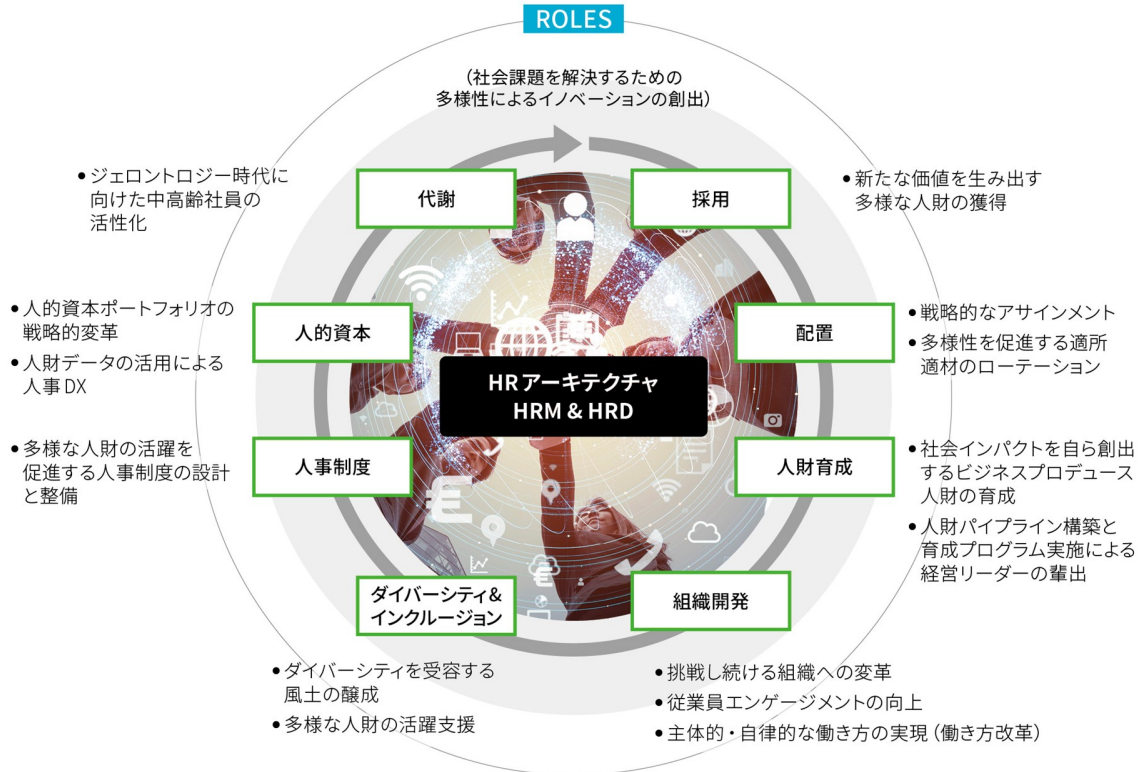 ROLES
(社会課題を解決するための
多様性によるイノベーションの創出)
代謝
採用
•ジェロントロジー時代に
向けた中高齢社員の
活性化
•新たな価値を生み出す
多様な人財の獲得
•人的資本ポートフォリオの
戦略的変革
•人財データの活用による
人事DX
人的資本
配置
•戦略的なアサインメント
•多様性を促進する適所
適材のローテーション
HRアーキテクチャ
HRM & HRD
•多様な人財の活躍を
促進する人事制度の設計
と整備
人事制度
人財育成
•社会インパクトを自ら創出
するビジネスプロデュース
人財の育成
•人財パイプライン構築と
育成プログラム実施による
経営リーダーの輩出
ダイバーシティ&
インクルージョン
組織開発
•ダイバーシティを受容する
風土の醸成
•多様な人財の活躍支援
•挑戦し続ける組織への変革
•従業員エンゲージメントの向上
•主体的・自律的な働き方の実現(働き方改革)